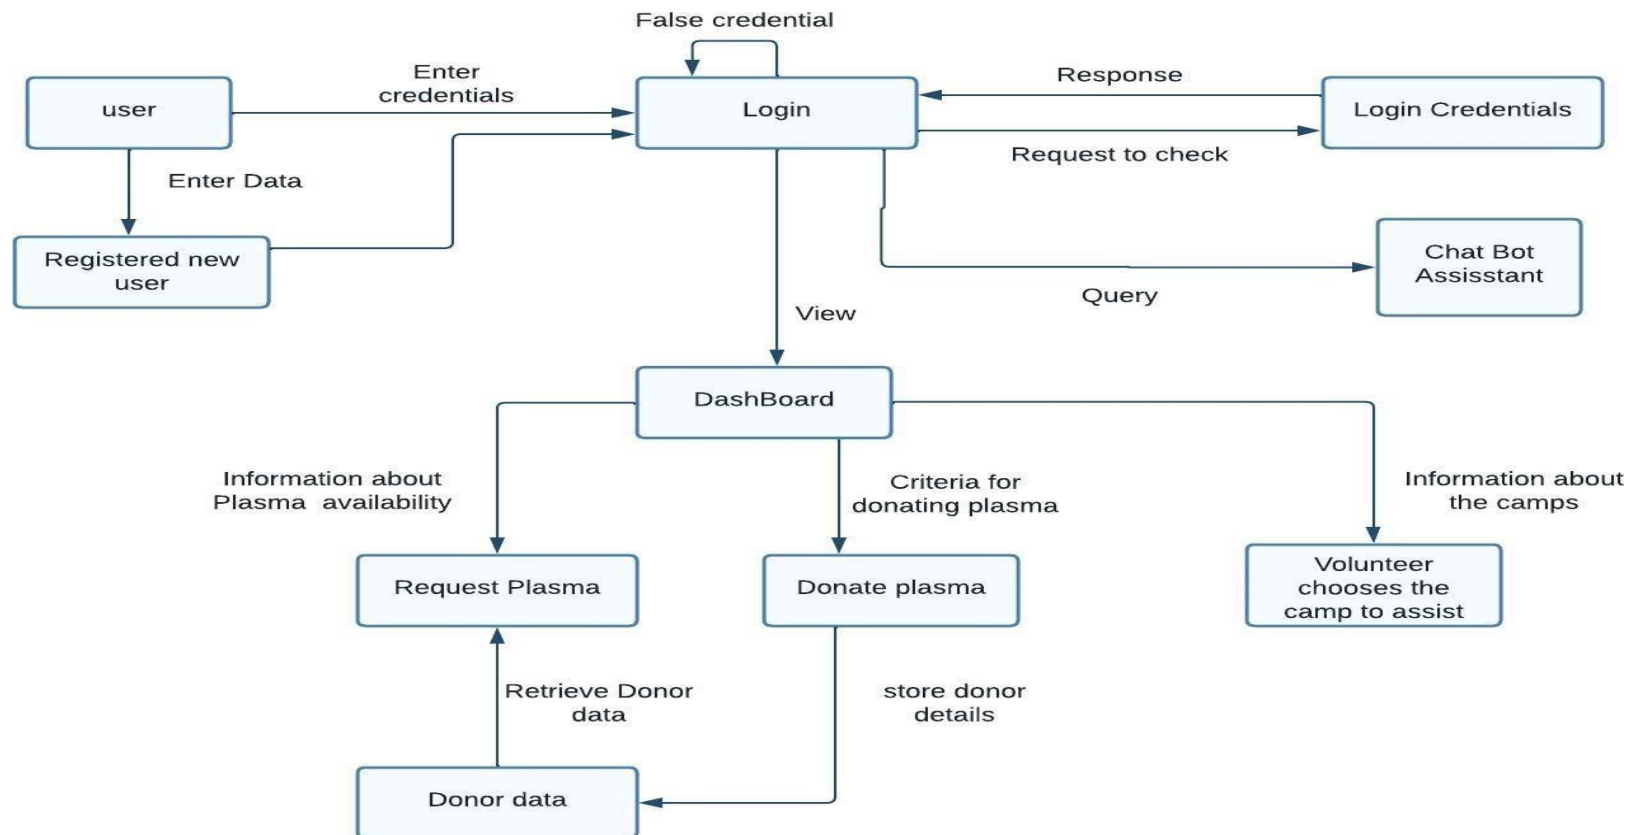 False credential
Enter
credentials
user
Login
Response
Login Credentials
Request to check
Enter Data
Registered new
user
Chat Bot
Assisstant
Query
View
DashBoard
Information about
Plasma  availability
Criteria for
donating plasma
Information about
the camps
Request Plasma
Donate plasma
Volunteer
chooses the
camp to assist
Retrieve Donor
data
store donor
details
Donor data